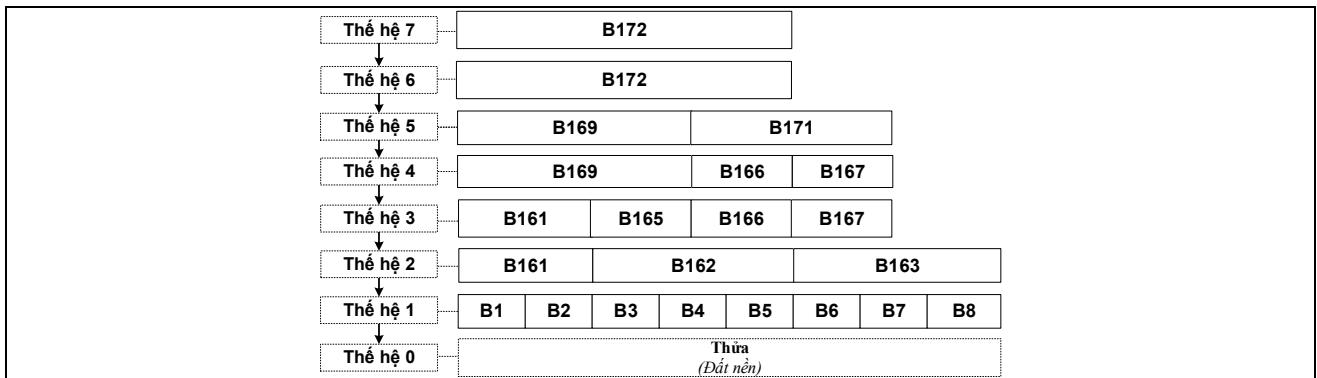 Thế hệ 7 B172
Thế hệ 6 B172
Thế hệ 5 B169 B171
Thế hệ 4 B169 B166 B167
Thế hệ 3 B161 B165 B166 B167
Thế hệ 2 B161 B162 B163
Thế hệ 1 B1 B2 B3 B4 B5 B6 B7 B8
Thế hệ 0 Thửa
(Đất nền)